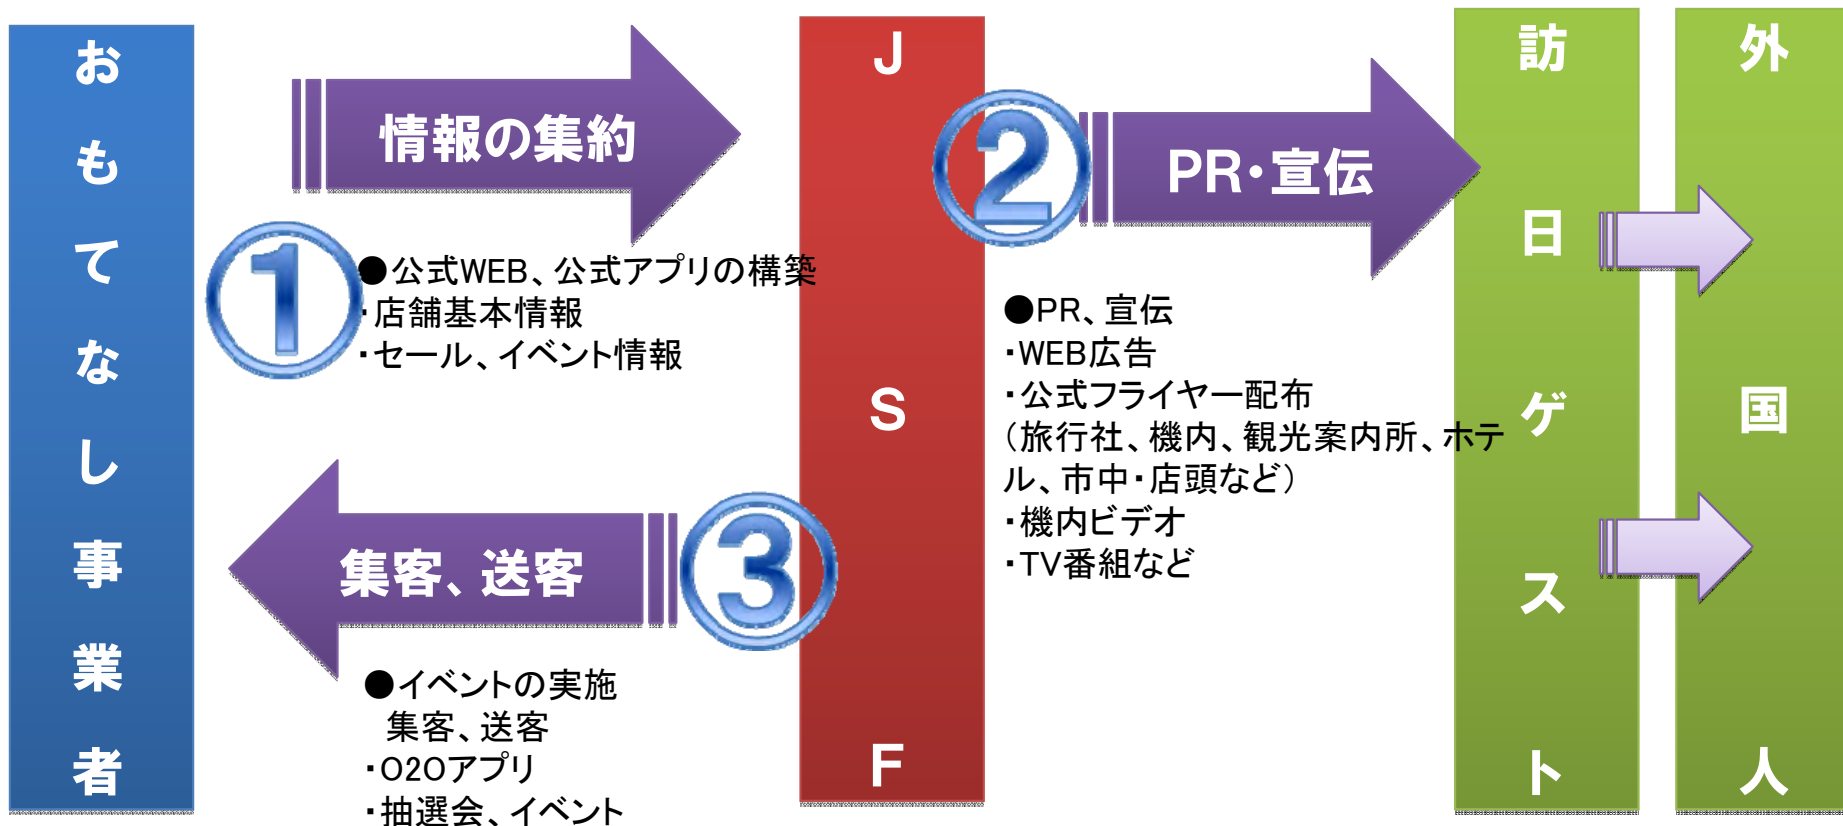 おもてなし事業者
情報の集約
①
●公式WEB、公式アプリの構築
・店舗基本情報
・セール、イベント情報
JSF
②
PR・宣伝
●PR、宣伝
・WEB広告
・公式フライヤー配布
（旅行社、機内、観光案内所、ホテ
ル、市中・店頭など）
・機内ビデオ
・TV番組など
③
集客、送客
●イベントの実施
集客、送客
・O2Oアプリ
・抽選会、イベント
訪日ゲスト
外国人